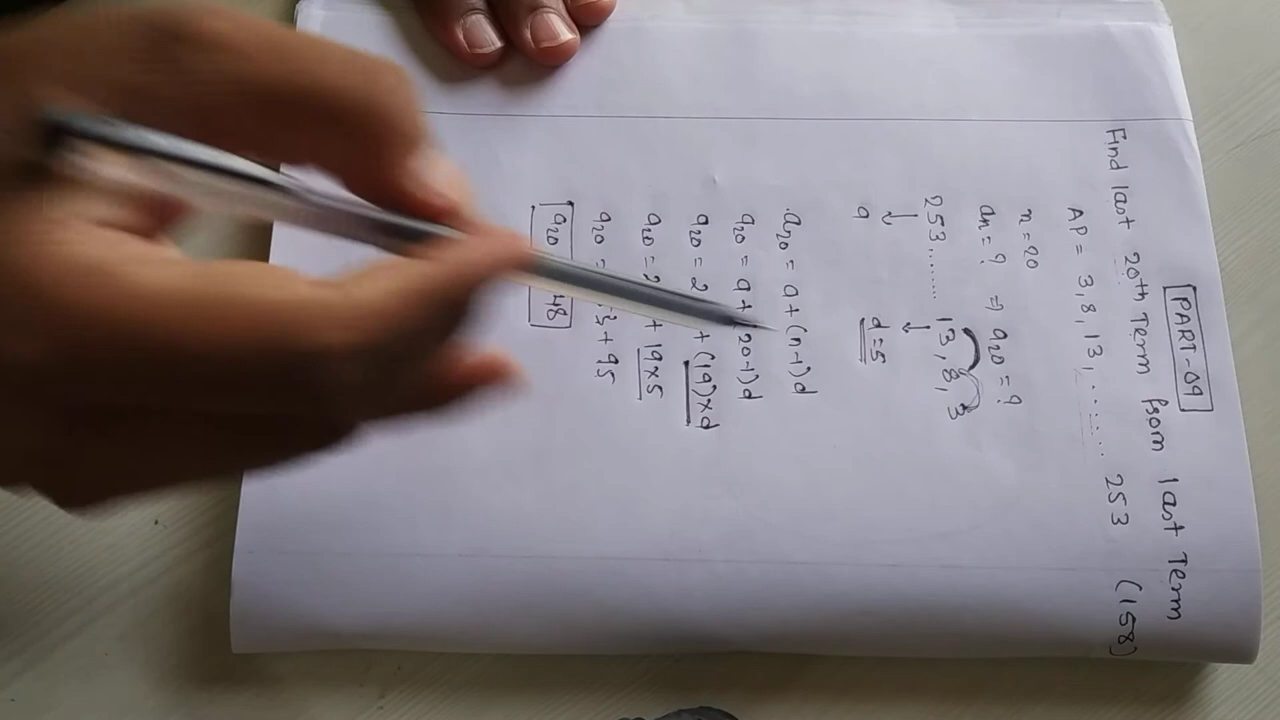 PART-09
Find last 20th Term from last Term
AP = 3, 8, 13, ........ 253 (158)
n = 20
an = ? ⇒ a20 = ?
253........ 13, 8, 3
↓ ↓
a d=5
a20 = a + (n-1)d
a20 = a + (20-1)d
a20 = 2 + (19)×d
a20 = 2 + 19×5
a20 = 3 + 95
a20 48